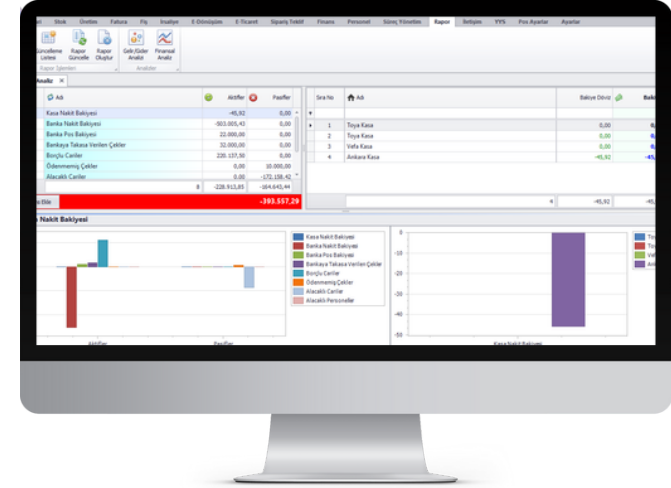 Stok Üretim Fatura Fiş İrsaliye E-Dönüşüm E-Ticaret Sipariş Teklif Finans Personel Süreç Yönetim Rapor İletişim YYS Pos Ayarlar Ayarlar
Güncelleme Listesi
Rapor Güncelle
Rapor Oluştur
Gelir/Gider Analizi
Finansal Analiz
Rapor İşlemleri Analizler
Analiz ×
Adı Aktifler Pasifler
Kasa Nakit Bakiyesi -45,92 0,00
Banka Nakit Bakiyesi -503.005,43 0,00
Banka Pos Bakiyesi 22.000,00 0,00
Bankaya Takasa Verilen Çekler 32.000,00 0,00
Borçlu Cariler 220.137,50 0,00
Ödenmemiş Çekler 0,00 10.000,00
Alacaklı Cariler 0,00 -172.158,42
8 -228.913,85 -164.643,44
-393.557,29
Sıra No Adı Bakiye Döviz
1 Toya Kasa 0,00
2 Toya Kasa 0,00
3 Vefa Kasa 0,00
4 Ankara Kasa -45,92
4 -45,92
Nakit Bakiyesi
Kasa Nakit Bakiyesi
Banka Nakit Bakiyesi
Banka Pos Bakiyesi
Bankaya Takasa Verilen Çekler
Borçlu Cariler
Ödenmemiş Çekler
Alacaklı Cariler
Alacaklı Personeller
Aktifler Pasifler
0
-10
-20
-30
-40
-50
Kasa Nakit Bakiyesi